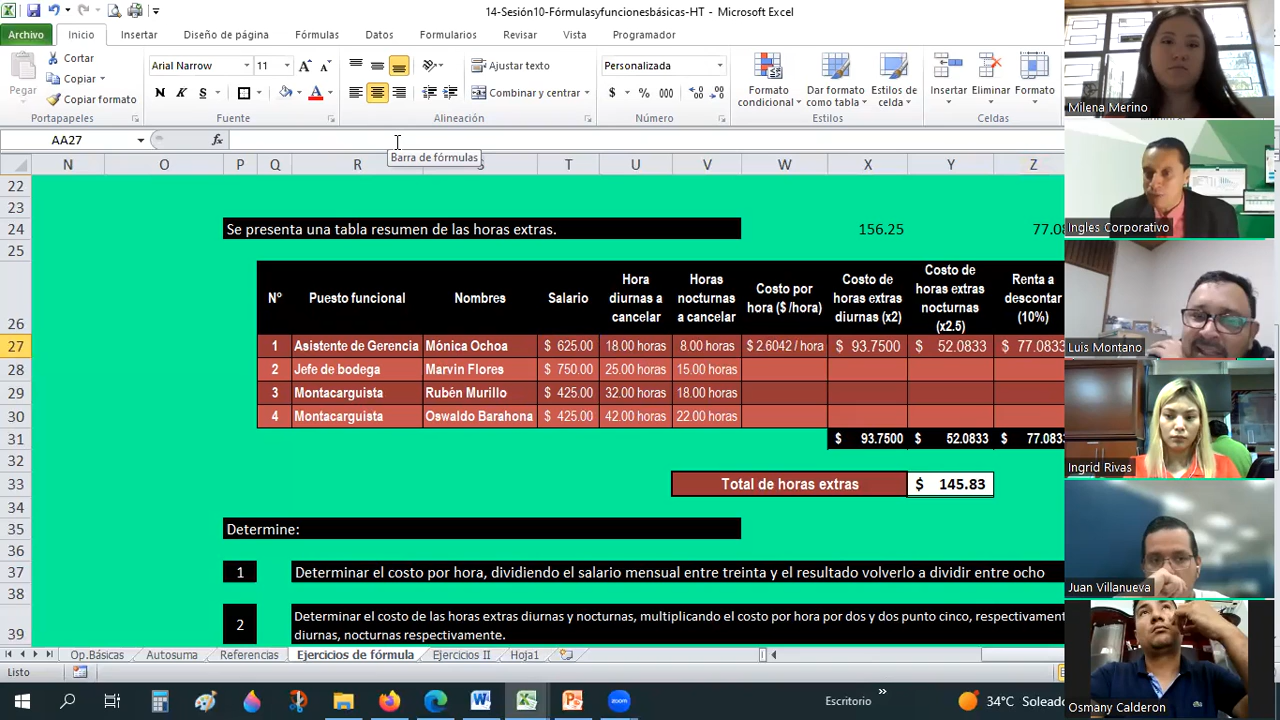 14-Sesión10-Fórmulasyfuncionesbásicas-HT - Microsoft Excel
Archivo Inicio Insertar Diseño de página Fórmulas Datos Formularios Revisar Vista Programador
Cortar
Copiar
Copiar formato
Pegar
Portapapeles
Arial Narrow 11
N K S
Fuente
Ajustar
Combinar y centrar
Alineación
Personalizada
$ % 000
Número
Formato condicional
Dar formato como tabla
Estilos de celda
Estilos
Insertar Eliminar Formato
Celdas
AA27 fx
Barra de fórmulas
N O P Q R S T U V W X Y Z
22
23
24 Se presenta una tabla resumen de las horas extras. 156.25 77.08
25
26 Nº Puesto funcional Nombres Salario Hora diurnas a cancelar Horas nocturnas a cancelar Costo por hora ($ /hora) Costo de horas extras diurnas (x2) Costo de horas extras nocturnas (x2.5) Renta a descontar (10%)
27 1 Asistente de Gerencia Mónica Ochoa $ 625.00 18.00 horas 8.00 horas $ 2.6042 / hora $ 93.7500 $ 52.0833 $ 77.0833
28 2 Jefe de bodega Marvin Flores $ 750.00 25.00 horas 15.00 horas
29 3 Montacarguista Rubén Murillo $ 425.00 32.00 horas 18.00 horas
30 4 Montacarguista Oswaldo Barahona $ 425.00 42.00 horas 22.00 horas
31 $ 93.7500 $ 52.0833 $ 77.0833
32
33 Total de horas extras $ 145.83
34
35 Determine:
36
37 1 Determinar el costo por hora, dividiendo el salario mensual entre treinta y el resultado volverlo a dividir entre ocho
38
39 2 Determinar el costo de las horas extras diurnas y nocturnas, multiplicando el costo por hora por dos y dos punto cinco, respectivamente
diurnas, nocturnas respectivamente.
Op.Básicas Autosuma Referencias Ejercicios de fórmula Ejercicios II Hoja1
Listo
Escritorio » 34°C Soleado
Milena Merino
Ingles Corporativo
Luis Montano
Ingrid Rivas
Juan Villanueva
Osmany Calderon